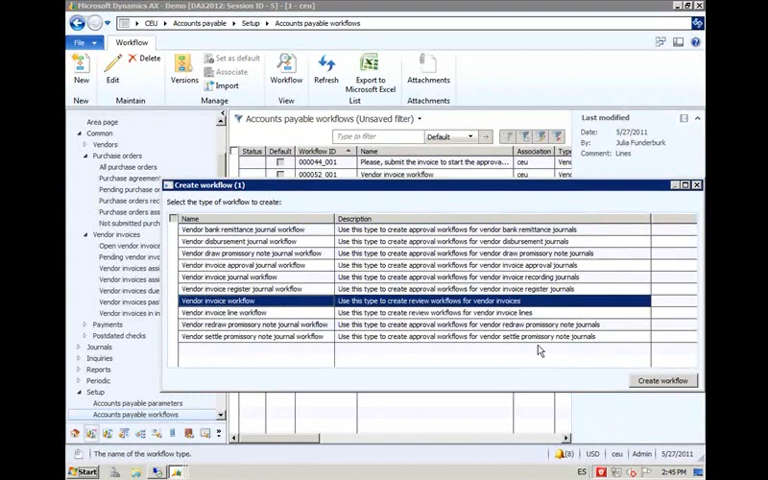 Microsoft Dynamics AX - Demo [DAX2012: Session ID - 5] - [1 - ceu]
CEU ▸ Accounts payable ▸ Setup ▸ Accounts payable workflows
File
Workflow
New
Edit
Delete
Versions
Set as default
Associate
Import
Workflow
Refresh
Export to
Microsoft Excel
Attachments
New
Maintain
Manage
View
List
Attachments
Area page
Common
Vendors
Purchase orders
All purchase orders
Purchase agreem
Pending purchase o
Purchase orders rec
Purchase orders ass
Not submitted purch
Vendor invoices
Open vendor invoic
Pending vendor invo
Vendor invoices ass
Vendor invoices due
Vendor invoices past
Vendor invoices in
Payments
Postdated checks
Journals
Inquiries
Reports
Periodic
Setup
Accounts payable parameters
Accounts payable workflows
Accounts payable workflows (Unsaved filter)
Type to filter
Default
Status Default Workflow ID Name Association Type
000044_001 Please, submit the invoice to start the approva... ceu Vend
000052_001 Vendor invoice workflow ceu Vend
Last modified
Date: 5/27/2011
By: Julia Funderburk
Comment: Lines
Create workflow (1)
Select the type of workflow to create:
Name Description
Vendor bank remittance journal workflow Use this type to create approval workflows for vendor bank remittance journals
Vendor disbursement journal workflow Use this type to create approval workflows for vendor disbursement journals
Vendor draw promissory note journal workflow Use this type to create approval workflows for vendor draw promissory note journals
Vendor invoice approval journal workflow Use this type to create approval workflows for vendor invoice approval journals
Vendor invoice journal workflow Use this type to create approval workflows for vendor invoice recording journals
Vendor invoice register journal workflow Use this type to create approval workflows for vendor invoice register journals
Vendor invoice workflow Use this type to create review workflows for vendor invoices
Vendor invoice line workflow Use this type to create review workflows for vendor invoice lines
Vendor redraw promissory note journal workflow Use this type to create approval workflows for vendor redraw promissory note journals
Vendor settle promissory note journal workflow Use this type to create approval workflows for vendor settle promissory note journals
Create workflow
The name of the workflow type.
(8) USD ceu Admin 5/27/2011
Start
ES
2:45 PM